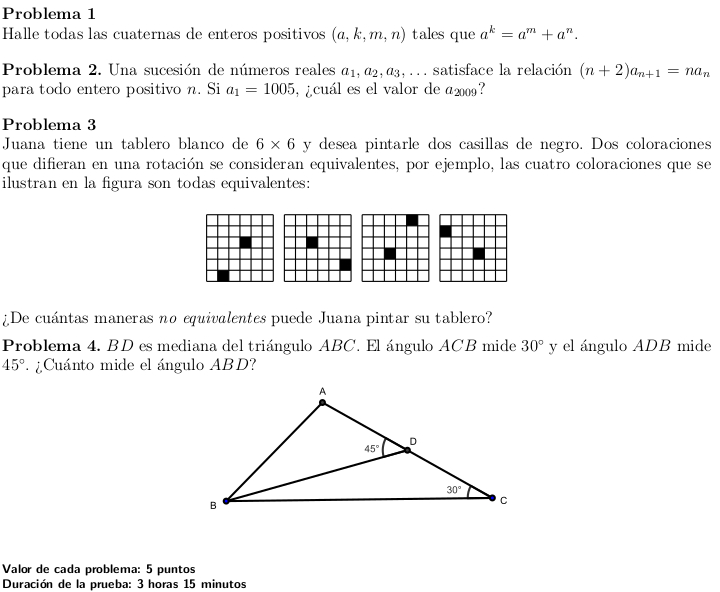 Problema 1
Halle todas las cuaternas de enteros positivos (a, k, m, n) tales que a^k = a^m + a^n.
Problema 2. Una sucesión de números reales a_1, a_2, a_3, ... satisface la relación (n + 2)a_{n+1} = na_n
para todo entero positivo n. Si a_1 = 1005, ¿cuál es el valor de a_{2009}?
Problema 3
Juana tiene un tablero blanco de 6 × 6 y desea pintarle dos casillas de negro. Dos coloraciones
que difieran en una rotación se consideran equivalentes, por ejemplo, las cuatro coloraciones que se
ilustran en la figura son todas equivalentes:
¿De cuántas maneras no equivalentes puede Juana pintar su tablero?
Problema 4. BD es mediana del triángulo ABC. El ángulo ACB mide 30° y el ángulo ADB mide
45°. ¿Cuánto mide el ángulo ABD?
A
D
45°
30°
B
C
Valor de cada problema: 5 puntos
Duración de la prueba: 3 horas 15 minutos